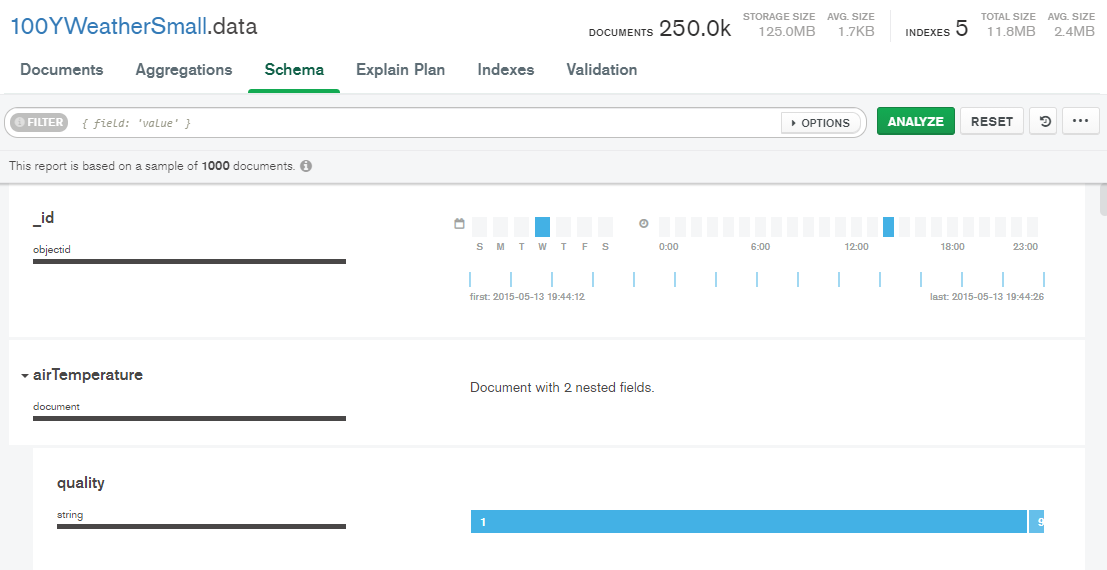 100YWeatherSmall.data
DOCUMENTS 250.0k STORAGE SIZE 125.0MB AVG. SIZE 1.7KB INDEXES 5 TOTAL SIZE 11.8MB AVG. SIZE 2.4MB
Documents Aggregations Schema Explain Plan Indexes Validation
FILTER { field: 'value' } OPTIONS ANALYZE RESET ...
This report is based on a sample of 1000 documents.
_id
objectid
S M T W T F S 0:00 6:00 12:00 18:00 23:00
first: 2015-05-13 19:44:12 last: 2015-05-13 19:44:26
airTemperature
document
Document with 2 nested fields.
quality
string
1 9